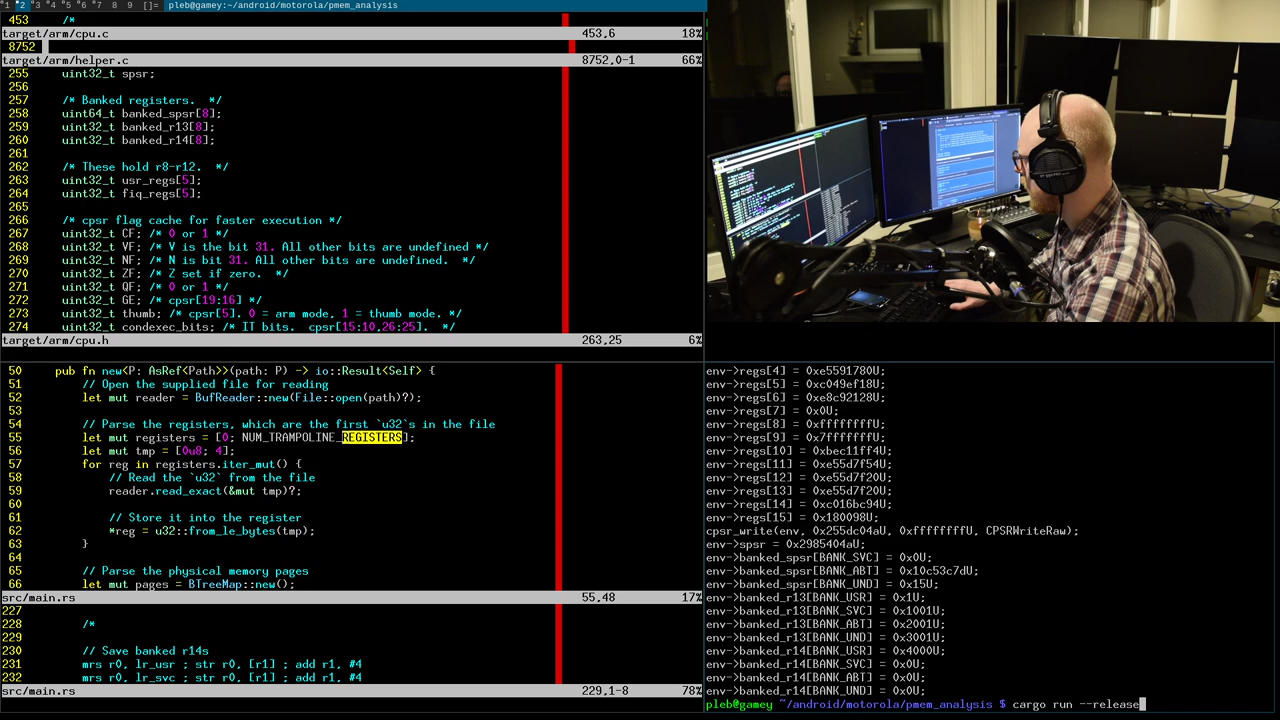 1 2 3 4 5 6 7 8 9 []= pleb@gamey:~/android/motorola/pmem_analysis
453 /*
target/arm/cpu.c 453,6 18%
8752
target/arm/helper.c 8752,0-1 66%
255 uint32_t spsr;
256
257 /* Banked registers. */
258 uint64_t banked_spsr[8];
259 uint32_t banked_r13[8];
260 uint32_t banked_r14[8];
261
262 /* These hold r8-r12. */
263 uint32_t usr_regs[5];
264 uint32_t fiq_regs[5];
265
266 /* cpsr flag cache for faster execution */
267 uint32_t CF; /* 0 or 1 */
268 uint32_t VF; /* V is the bit 31. All other bits are undefined */
269 uint32_t NF; /* N is bit 31. All other bits are undefined. */
270 uint32_t ZF; /* Z set if zero. */
271 uint32_t QF; /* 0 or 1 */
272 uint32_t GE; /* cpsr[19:16] */
273 uint32_t thumb; /* cpsr[5]. 0 = arm mode, 1 = thumb mode. */
274 uint32_t condexec_bits; /* IT bits. cpsr[15:10,26:25]. */
target/arm/cpu.h 263,25 6%
50 pub fn new<P: AsRef<Path>>(path: P) -> io::Result<Self> {
51 // Open the supplied file for reading
52 let mut reader = BufReader::new(File::open(path)?);
53
54 // Parse the registers, which are the first `u32`s in the file
55 let mut registers = [0; NUM_TRAMPOLINE_REGISTERS];
56 let mut tmp = [0u8; 4];
57 for reg in registers.iter_mut() {
58 // Read the `u32` from the file
59 reader.read_exact(&mut tmp)?;
60
61 // Store it into the register
62 *reg = u32::from_le_bytes(tmp);
63 }
64
65 // Parse the physical memory pages
66 let mut pages = BTreeMap::new();
src/main.rs 55,48 17%
227
228 /*
229
230 // Save banked r14s
231 mrs r0, lr_usr ; str r0, [r1] ; add r1, #4
232 mrs r0, lr_svc ; str r0, [r1] ; add r1, #4
src/main.rs 229,1-8 78%
env->regs[4] = 0xe5591780U;
env->regs[5] = 0xc049ef18U;
env->regs[6] = 0xe8c92128U;
env->regs[7] = 0x0U;
env->regs[8] = 0xffffffffU;
env->regs[9] = 0x7fffffffU;
env->regs[10] = 0xbec11ff4U;
env->regs[11] = 0xe55d7f54U;
env->regs[12] = 0xe55d7f20U;
env->regs[13] = 0xe55d7f20U;
env->regs[14] = 0xc016bc94U;
env->regs[15] = 0x180098U;
cpsr_write(env, 0x255dc04aU, 0xffffffffU, CPSRWriteRaw);
env->spsr = 0x2985404aU;
env->banked_spsr[BANK_SVC] = 0x0U;
env->banked_spsr[BANK_ABT] = 0x10c53c7dU;
env->banked_spsr[BANK_UND] = 0x15U;
env->banked_r13[BANK_USR] = 0x1U;
env->banked_r13[BANK_SVC] = 0x1001U;
env->banked_r13[BANK_ABT] = 0x2001U;
env->banked_r13[BANK_UND] = 0x3001U;
env->banked_r14[BANK_USR] = 0x4000U;
env->banked_r14[BANK_SVC] = 0x0U;
env->banked_r14[BANK_ABT] = 0x0U;
env->banked_r14[BANK_UND] = 0x0U;
pleb@gamey ~/android/motorola/pmem_analysis $ cargo run --release